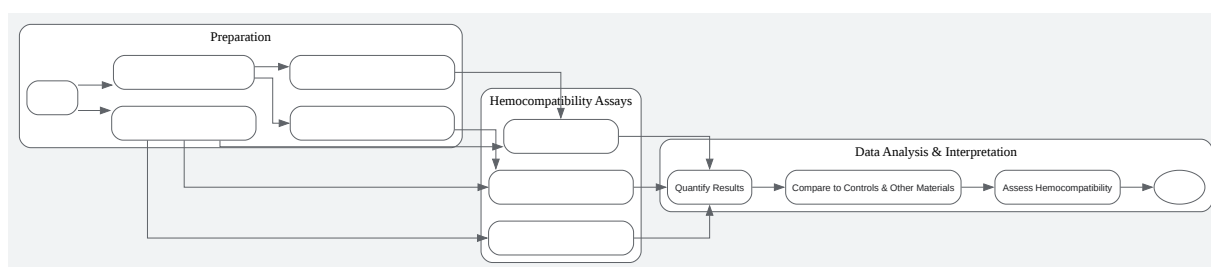 Preparation
Hemocompatibility Assays
Data Analysis & Interpretation
Quantify Results
Compare to Controls & Other Materials
Assess Hemocompatibility